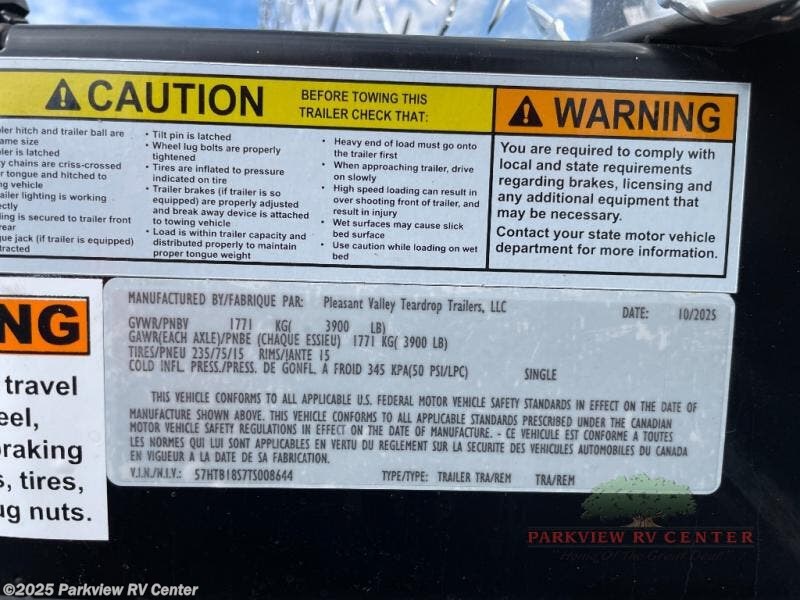 CAUTION
BEFORE TOWING THIS
TRAILER CHECK THAT:
hitch and trailer ball are
is latched
chains are criss-crossed
tongue and hitched to
vehicle
lighting is working
is secured to trailer front
jack (if trailer is equipped)
• Tilt pin is latched
• Wheel lug bolts are properly
tightened
• Tires are inflated to pressure
indicated on tire
• Trailer brakes (if trailer is so
equipped) are properly adjusted
and break away device is attached
to towing vehicle
• Load is within trailer capacity and
distributed properly to maintain
proper tongue weight
• Heavy end of load must go onto
the trailer first
• When approaching trailer, drive
on slowly
• High speed loading can result in
over shooting front of trailer, and
result in injury
• Wet surfaces may cause slick
bed surface
• Use caution while loading on wet
bed
WARNING
You are required to comply with
local and state requirements
regarding brakes, licensing and
any additional equipment that
may be necessary.
Contact your state motor vehicle
department for more information.
NG
travel
eel,
braking
s, tires,
ug nuts.
MANUFACTURED BY/FABRIQUE PAR: Pleasant Valley Teardrop Trailers, LLC DATE: 10/2025
GVWR/PNBV 1771 KG( 3900 LB)
GAWR(EACH AXLE)/PNBE (CHAQUE ESSIEU) 1771 KG( 3900 LB)
TIRES/PNEU 235/75/15 RIMS/JANTE 15
COLD INFL. PRESS./PRESS. DE GONFL. A FROID 345 KPA(50 PSI/LPC) SINGLE
THIS VEHICLE CONFORMS TO ALL APPLICABLE U.S. FEDERAL MOTOR VEHICLE SAFETY STANDARDS IN EFFECT ON THE DATE OF
MANUFACTURE SHOWN ABOVE. THIS VEHICLE CONFORMS TO ALL APPLICABLE STANDARDS PRESCRIBED UNDER THE CANADIAN
MOTOR VEHICLE SAFETY REGULATIONS IN EFFECT ON THE DATE OF MANUFACTURE. - CE VEHICULE EST CONFORME A TOUTES
LES NORMES QUI LUI SONT APPLICABLES EN VERTU DU REGLEMENT SUR LA SECURITE DES VEHICULES AUTOMOBILES DU CANADA
EN VIGUEUR A LA DATE DE SA FABRICATION.
V.I.N./N.I.V.: 57HTB18S7TS008644 TYPE/TYPE: TRAILER TRA/REM TRA/REM
PARKVIEW RV CENTER
©2025 Parkview RV Center